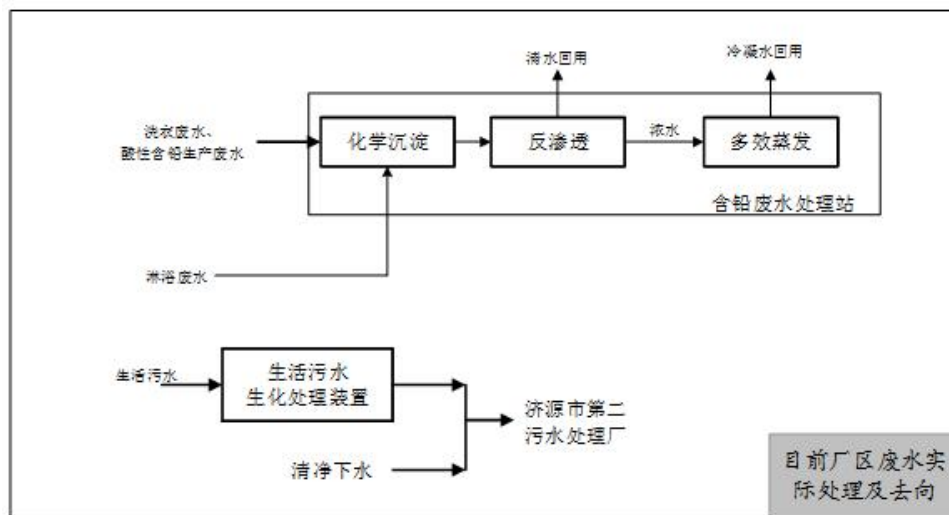 清水回用
冷凝水回用
洗衣废水、
酸性含铅生产废水
化学沉淀
反渗透
浓水
多效蒸发
含铅废水处理站
淋浴废水
生活污水
生活污水
生化处理装置
济源市第二
污水处理厂
清净下水
目前厂区废水实
际处理及去向